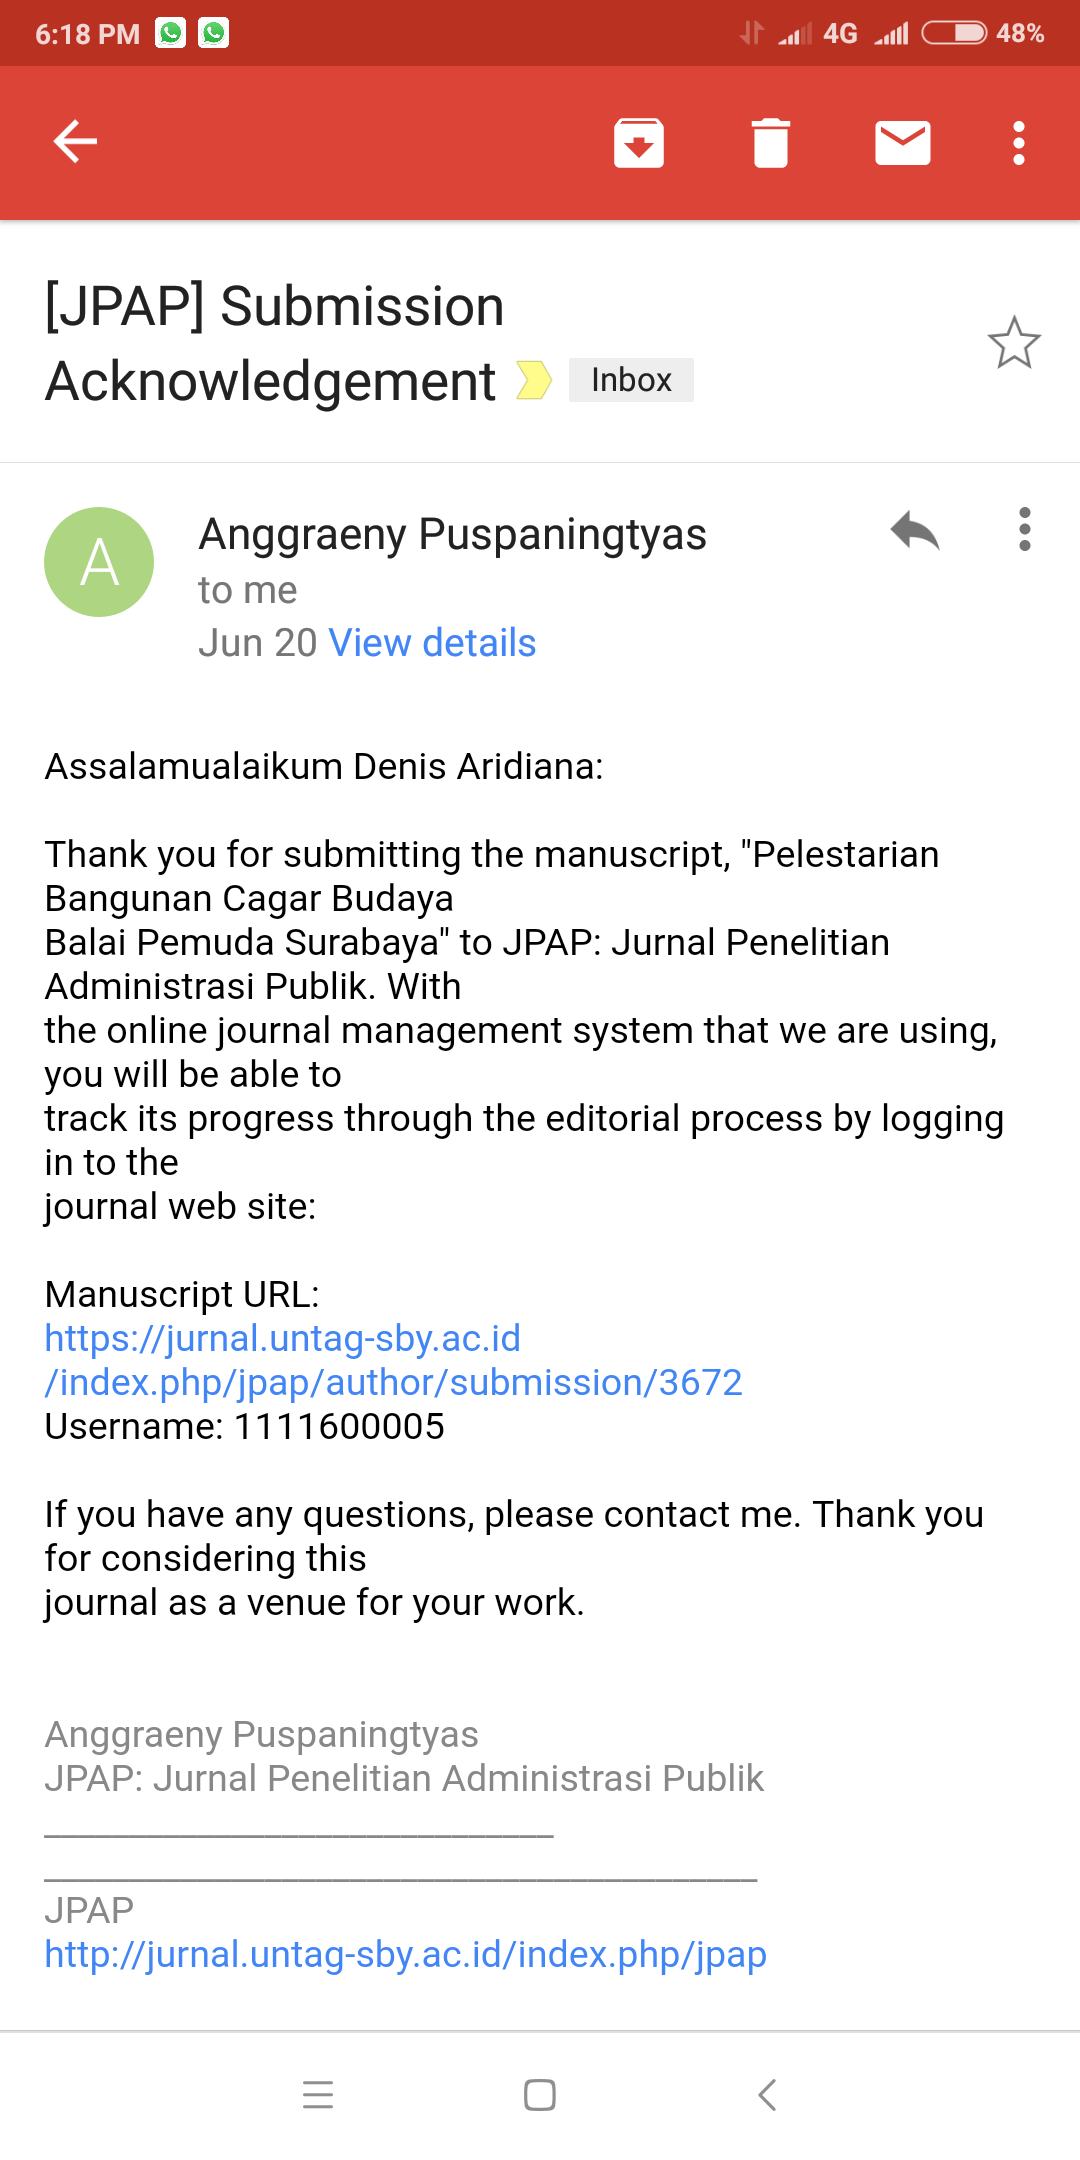 6:18 PM 4G 48%
[JPAP] Submission
Acknowledgement Inbox
A
Anggraeny Puspaningtyas
to me
Jun 20 View details
Assalamualaikum Denis Aridiana:
Thank you for submitting the manuscript, "Pelestarian
Bangunan Cagar Budaya
Balai Pemuda Surabaya" to JPAP: Jurnal Penelitian
Administrasi Publik. With
the online journal management system that we are using,
you will be able to
track its progress through the editorial process by logging
in to the
journal web site:
Manuscript URL:
https://jurnal.untag-sby.ac.id
/index.php/jpap/author/submission/3672
Username: 1111600005
If you have any questions, please contact me. Thank you
for considering this
journal as a venue for your work.
Anggraeny Puspaningtyas
JPAP: Jurnal Penelitian Administrasi Publik
______________________________
__________________________________________
JPAP
http://jurnal.untag-sby.ac.id/index.php/jpap